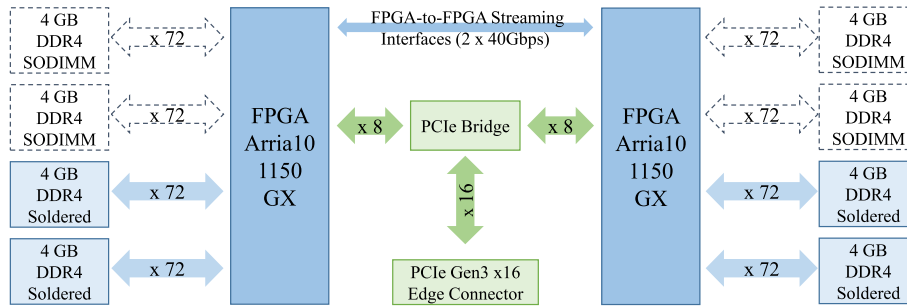 4 GB
DDR4
SODIMM
x 72
4 GB
DDR4
SODIMM
x 72
4 GB
DDR4
Soldered
x 72
4 GB
DDR4
Soldered
x 72
FPGA
Arria10
1150
GX
FPGA-to-FPGA Streaming
Interfaces (2 x 40Gbps)
x 8
PCIe Bridge
x 8
x 16
PCIe Gen3 x16
Edge Connector
FPGA
Arria10
1150
GX
x 72
4 GB
DDR4
SODIMM
x 72
4 GB
DDR4
SODIMM
x 72
4 GB
DDR4
Soldered
x 72
4 GB
DDR4
Soldered